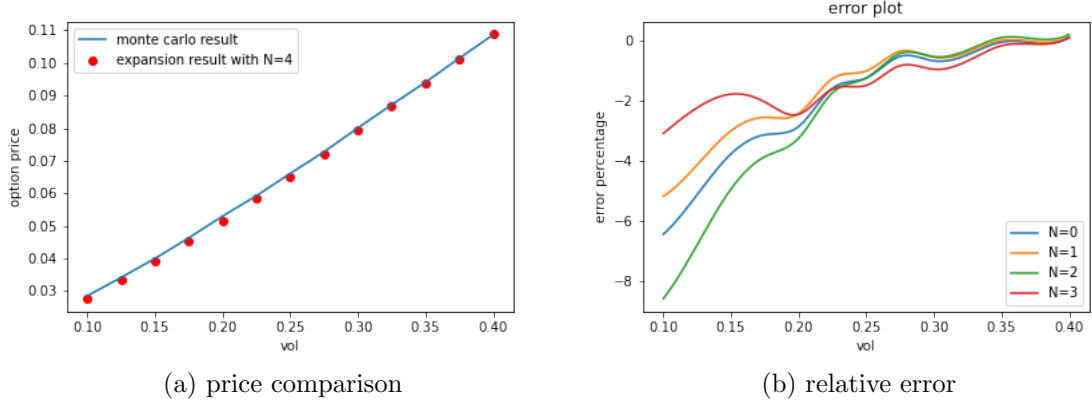 monte carlo result
expansion result with N=4
option price
0.11
0.10
0.09
0.08
0.07
0.06
0.05
0.04
0.03
0.10 0.15 0.20 0.25 0.30 0.35 0.40
vol
(a) price comparison
error plot
error percentage
0
−2
−4
−6
−8
N=0
N=1
N=2
N=3
0.10 0.15 0.20 0.25 0.30 0.35 0.40
vol
(b) relative error